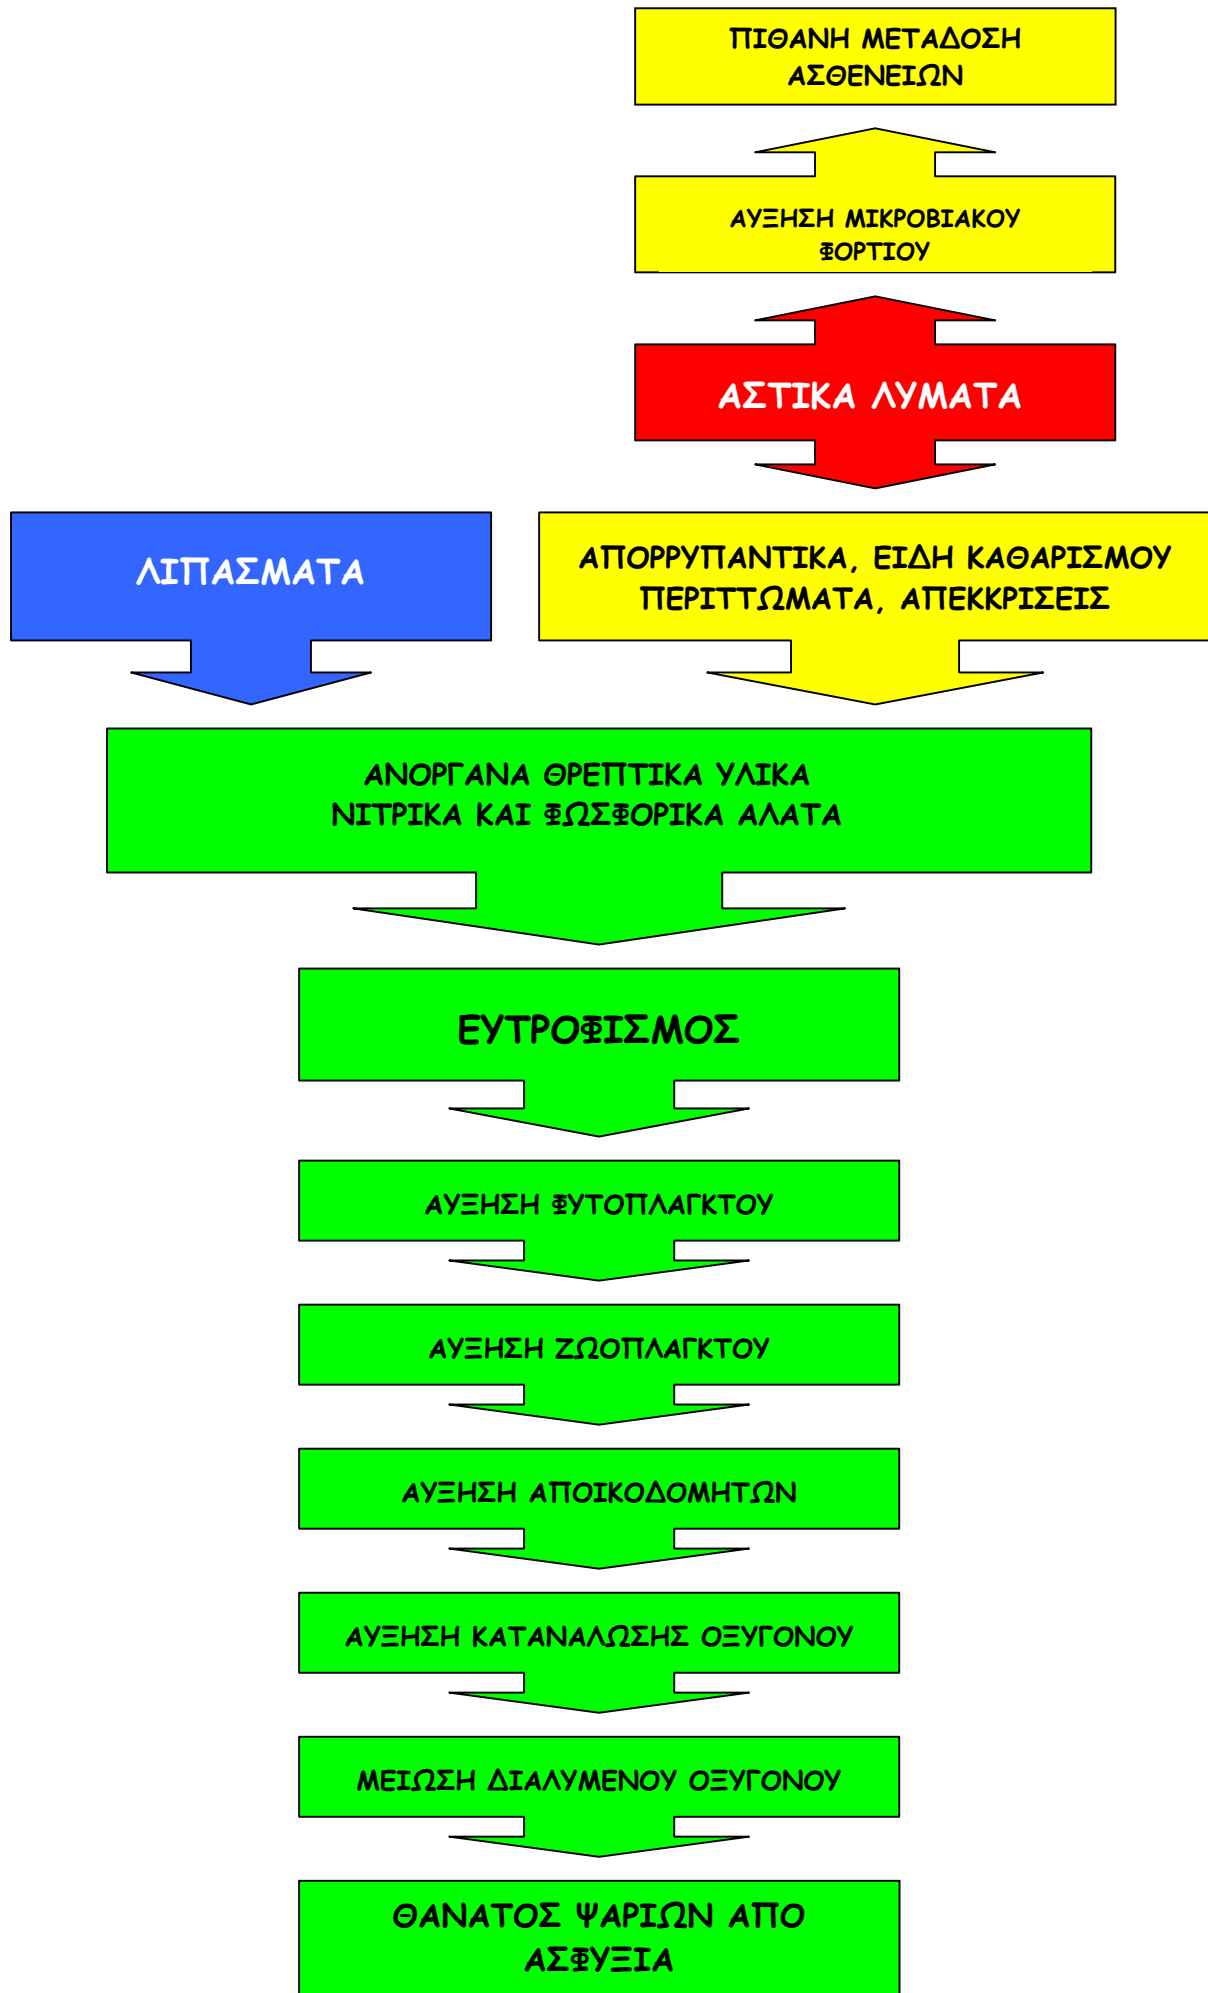 ΠΙΘΑΝΗ ΜΕΤΑΔΟΣΗ
ΑΣΘΕΝΕΙΩΝ
ΑΥΞΗΣΗ ΜΙΚΡΟΒΙΑΚΟΥ
ΦΟΡΤΙΟΥ
ΑΣΤΙΚΑ ΛΥΜΑΤΑ
ΛΙΠΑΣΜΑΤΑ
ΑΠΟΡΡΥΠΑΝΤΙΚΑ, ΕΙΔΗ ΚΑΘΑΡΙΣΜΟΥ
ΠΕΡΙΤΤΩΜΑΤΑ, ΑΠΕΚΚΡΙΣΕΙΣ
ΑΝΟΡΓΑΝΑ ΘΡΕΠΤΙΚΑ ΥΛΙΚΑ
ΝΙΤΡΙΚΑ ΚΑΙ ΦΩΣΦΟΡΙΚΑ ΑΛΑΤΑ
ΕΥΤΡΟΦΙΣΜΟΣ
ΑΥΞΗΣΗ ΦΥΤΟΠΛΑΓΚΤΟΥ
ΑΥΞΗΣΗ ΖΩΟΠΛΑΓΚΤΟΥ
ΑΥΞΗΣΗ ΑΠΟΙΚΟΔΟΜΗΤΩΝ
ΑΥΞΗΣΗ ΚΑΤΑΝΑΛΩΣΗΣ ΟΞΥΓΟΝΟΥ
ΜΕΙΩΣΗ ΔΙΑΛΥΜΕΝΟΥ ΟΞΥΓΟΝΟΥ
ΘΑΝΑΤΟΣ ΨΑΡΙΩΝ ΑΠΟ
ΑΣΦΥΞΙΑ